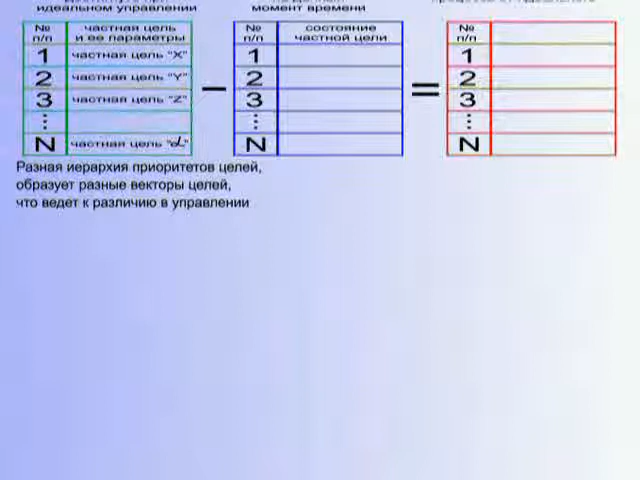 идеальном управлении
момент времени
№ п/п
частная цель и ее параметры
1 частная цель "X"
2 частная цель "Y"
3 частная цель "Z"
⋮
N частная цель "α"
−
№ п/п
состояние частной цели
1
2
3
⋮
N
=
№ п/п
1
2
3
⋮
N
Разная иерархия приоритетов целей,
образует разные векторы целей,
что ведет к различию в управлении